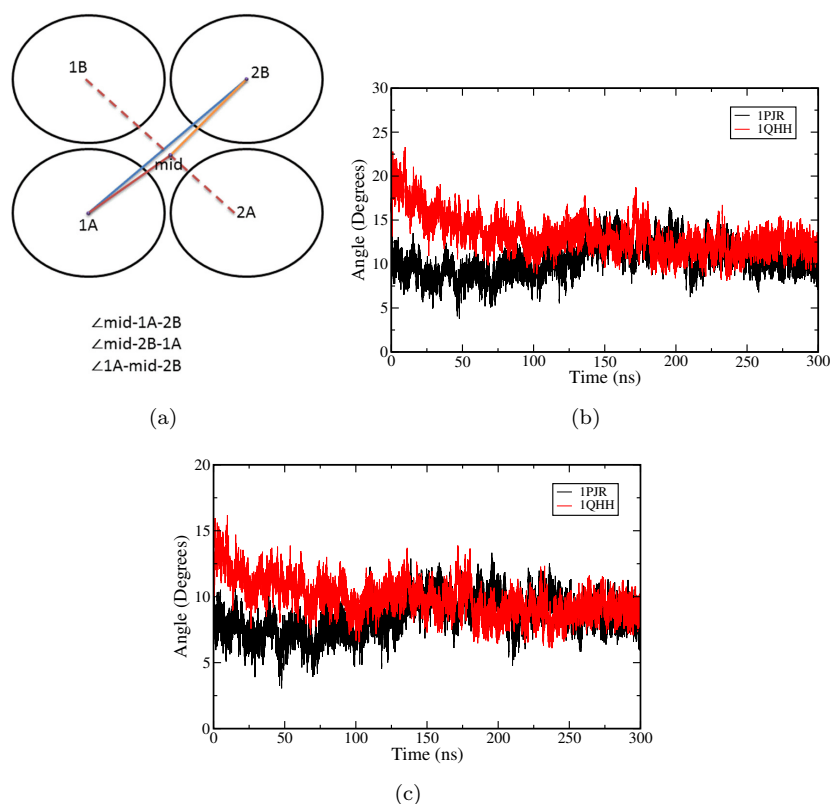 1B
2B
mid
1A
2A
∠mid-1A-2B
∠mid-2B-1A
∠1A-mid-2B
(a)
30
25
20
15
10
5
0
Angle (Degrees)
1PJR
1QHH
0 50 100 150 200 250 300
Time (ns)
(b)
20
15
10
5
0
Angle (Degrees)
1PJR
1QHH
0 50 100 150 200 250 300
Time (ns)
(c)